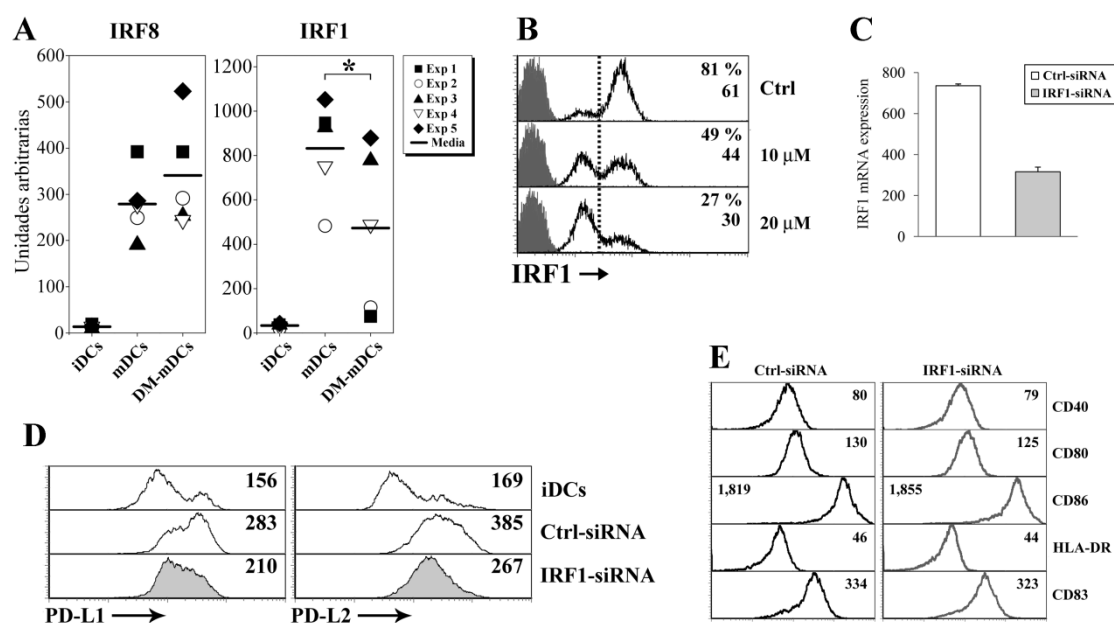 A
IRF8
IRF1
Unidades arbitrarias
600
500
400
300
200
100
0
iDCs
mDCs
DM-mDCs
1200
1000
800
600
400
200
0
*
iDCs
mDCs
DM-mDCs
Exp 1
Exp 2
Exp 3
Exp 4
Exp 5
Media
B
81 %
61
Ctrl
49 %
44
10 µM
27 %
30
20 µM
IRF1
C
IRF1 mRNA expression
800
600
400
200
0
Ctrl-siRNA
IRF1-siRNA
D
156
169
iDCs
283
385
Ctrl-siRNA
210
267
IRF1-siRNA
PD-L1
PD-L2
E
Ctrl-siRNA
IRF1-siRNA
80
79
CD40
130
125
CD80
1,819
1,855
CD86
46
44
HLA-DR
334
323
CD83